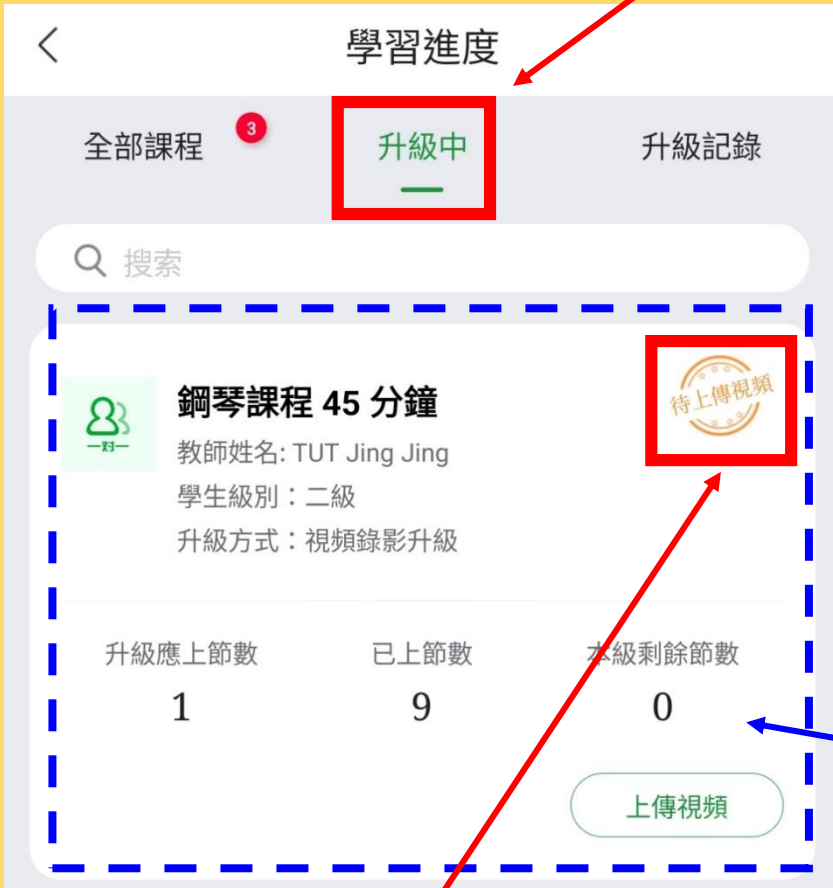 學習進度
全部課程 3 升級中 升級記錄
搜索
鋼琴課程 45 分鐘
待上傳視頻
一对一
教師姓名: TUT Jing Jing
學生級別：二級
升級方式：視頻錄影升級
升級應上節數 已上節數 本級剩餘節數
1 9 0
上傳視頻